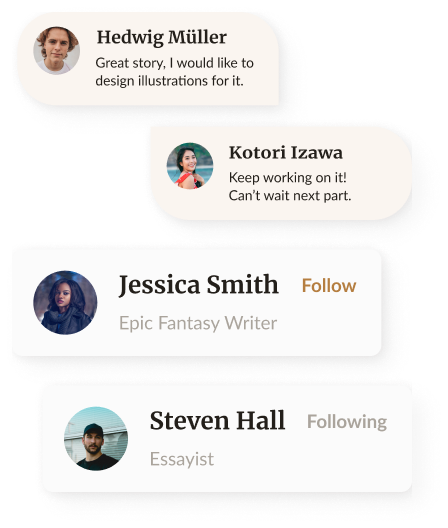 Hedwig Müller
Great story, I would like to
design illustrations for it.
Kotori Izawa
Keep working on it!
Can’t wait next part.
Jessica Smith Follow
Epic Fantasy Writer
Steven Hall Following
Essayist